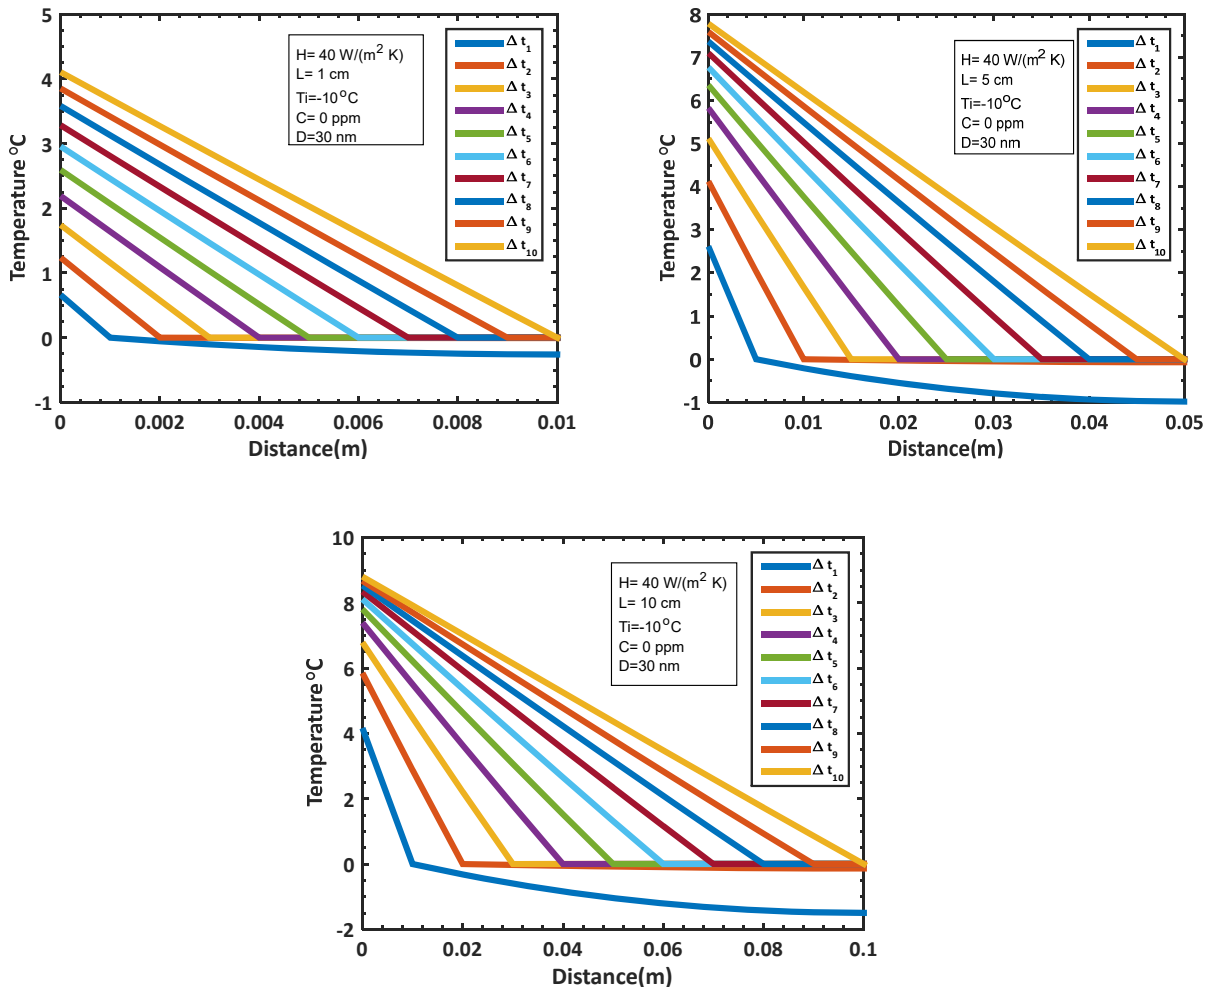 5
4
3
2
1
0
-1
Temperature °C
0
0.002
0.004
0.006
0.008
0.01
Distance(m)
H= 40 W/(m² K)
L= 1 cm
Ti=-10°C
C= 0 ppm
D=30 nm
Δ t₁
Δ t₂
Δ t₃
Δ t₄
Δ t₅
Δ t₆
Δ t₇
Δ t₈
Δ t₉
Δ t₁₀
8
7
6
5
4
3
2
1
0
-1
Temperature °C
0
0.01
0.02
0.03
0.04
0.05
Distance(m)
H= 40 W/(m² K)
L= 5 cm
Ti=-10°C
C= 0 ppm
D=30 nm
Δ t₁
Δ t₂
Δ t₃
Δ t₄
Δ t₅
Δ t₆
Δ t₇
Δ t₈
Δ t₉
Δ t₁₀
10
8
6
4
2
0
-2
Temperature °C
0
0.02
0.04
0.06
0.08
0.1
Distance(m)
H= 40 W/(m² K)
L= 10 cm
Ti=-10°C
C= 0 ppm
D=30 nm
Δ t₁
Δ t₂
Δ t₃
Δ t₄
Δ t₅
Δ t₆
Δ t₇
Δ t₈
Δ t₉
Δ t₁₀